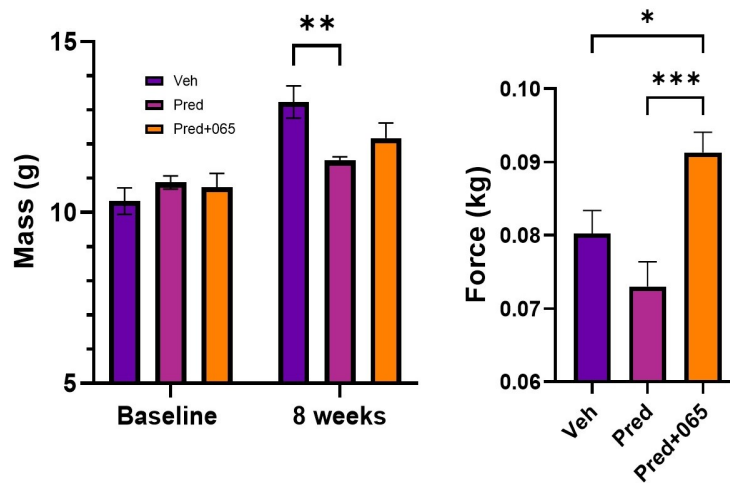 Mass (g)
15
10
5
Veh
Pred
Pred+065
**
Baseline
8 weeks
Force (kg)
0.10
0.09
0.08
0.07
0.06
*
***
Veh
Pred
Pred+065